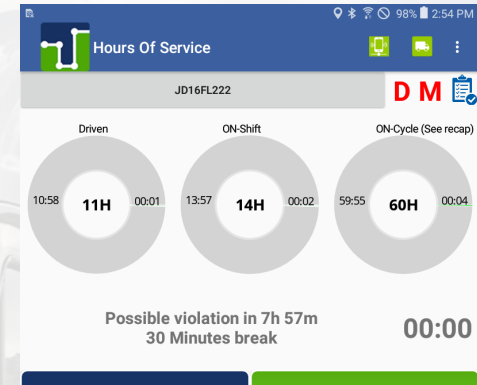 98% 2:54 PM
Hours Of Service
JD16FL222
D M
Driven
ON-Shift
ON-Cycle (See recap)
10:58 11H 00:01
13:57 14H 00:02
59:55 60H 00:04
Possible violation in 7h 57m
30 Minutes break
00:00